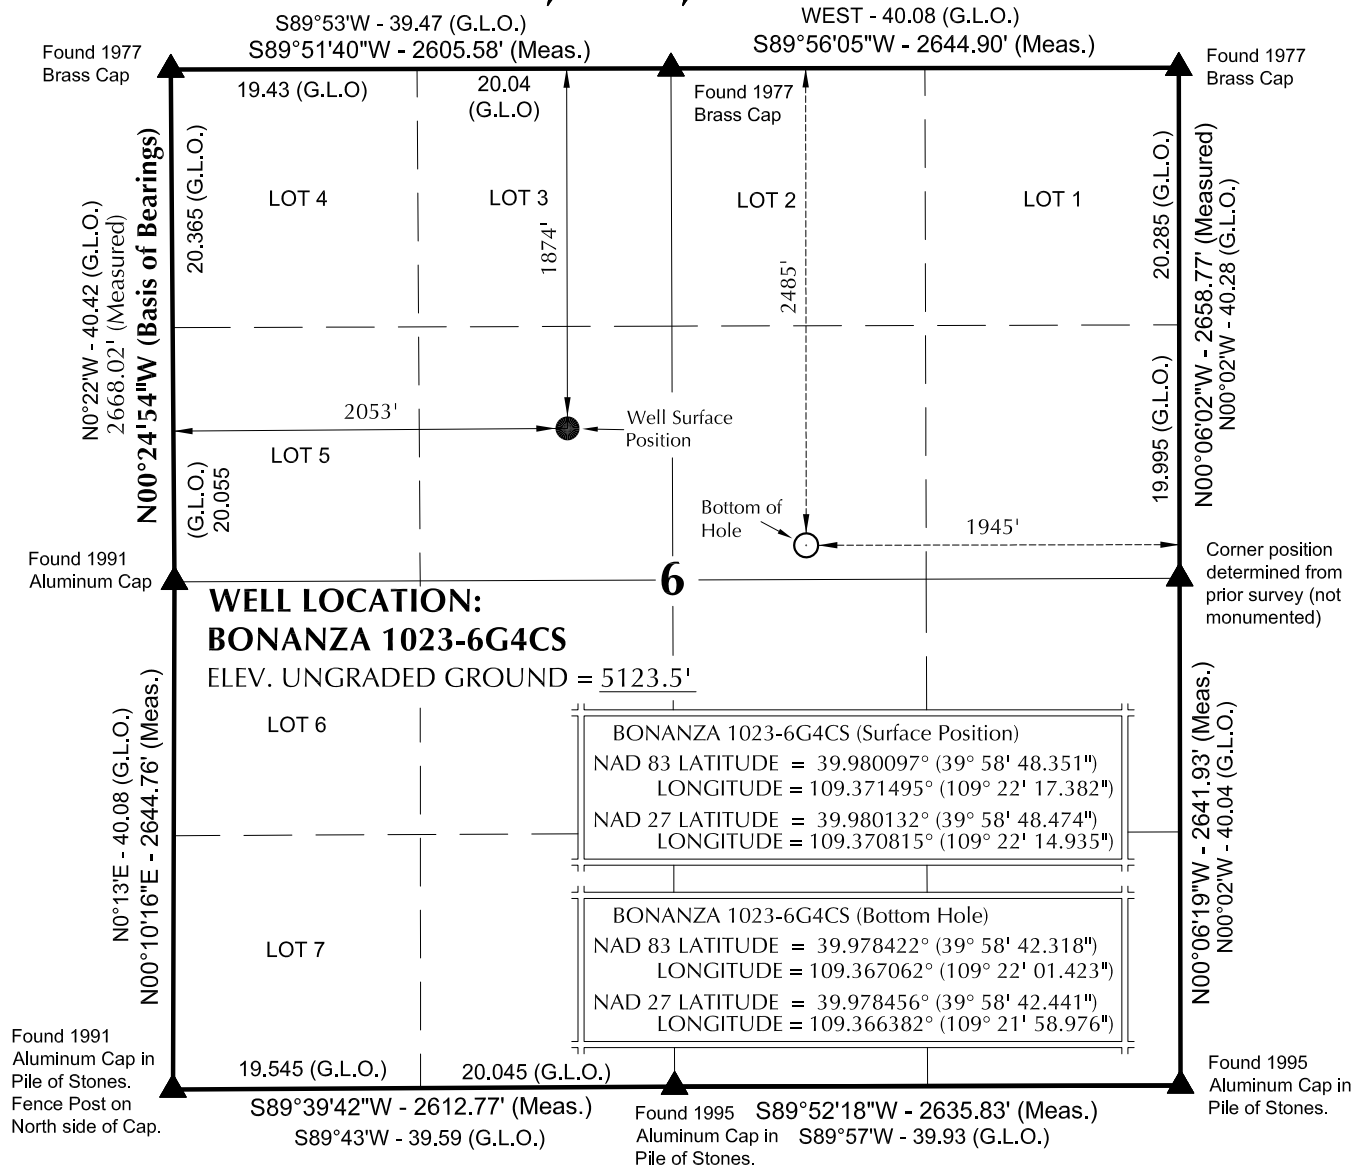 S89°53'W - 39.47 (G.L.O.)
S89°51'40"W - 2605.58' (Meas.)
WEST - 40.08 (G.L.O.)
S89°56'05"W - 2644.90' (Meas.)
Found 1977
Brass Cap
Found 1977
Brass Cap
Found 1977
Brass Cap
19.43 (G.L.O)
20.04
(G.L.O)
LOT 4
LOT 3
LOT 2
LOT 1
1874'
2485'
N0°22'W - 40.42 (G.L.O.)
2668.02' (Measured)
N00°24'54"W (Basis of Bearings)
20.365 (G.L.O.)
(G.L.O.)
20.055
20.285 (G.L.O.)
19.995 (G.L.O.)
N00°06'02"W - 2658.77' (Measured)
N00°02'W - 40.28 (G.L.O.)
2053'
Well Surface
Position
LOT 5
Bottom of
Hole
1945'
Found 1991
Aluminum Cap
6
Corner position
determined from
prior survey (not
monumented)
WELL LOCATION:
BONANZA 1023-6G4CS
ELEV. UNGRADED GROUND = 5123.5'
LOT 6
LOT 7
N0°13'E - 40.08 (G.L.O.)
N00°10'16"E - 2644.76' (Meas.)
BONANZA 1023-6G4CS (Surface Position)
NAD 83 LATITUDE = 39.980097° (39° 58' 48.351")
LONGITUDE = 109.371495° (109° 22' 17.382")
NAD 27 LATITUDE = 39.980132° (39° 58' 48.474")
LONGITUDE = 109.370815° (109° 22' 14.935")
BONANZA 1023-6G4CS (Bottom Hole)
NAD 83 LATITUDE = 39.978422° (39° 58' 42.318")
LONGITUDE = 109.367062° (109° 22' 01.423")
NAD 27 LATITUDE = 39.978456° (39° 58' 42.441")
LONGITUDE = 109.366382° (109° 21' 58.976")
N00°06'19"W - 2641.93' (Meas.)
N00°02'W - 40.04 (G.L.O.)
Found 1991
Aluminum Cap in
Pile of Stones.
Fence Post on
North side of Cap.
19.545 (G.L.O.)
20.045 (G.L.O.)
S89°39'42"W - 2612.77' (Meas.)
S89°43'W - 39.59 (G.L.O.)
Found 1995
Aluminum Cap in
Pile of Stones.
S89°52'18"W - 2635.83' (Meas.)
S89°57'W - 39.93 (G.L.O.)
Found 1995
Aluminum Cap in
Pile of Stones.